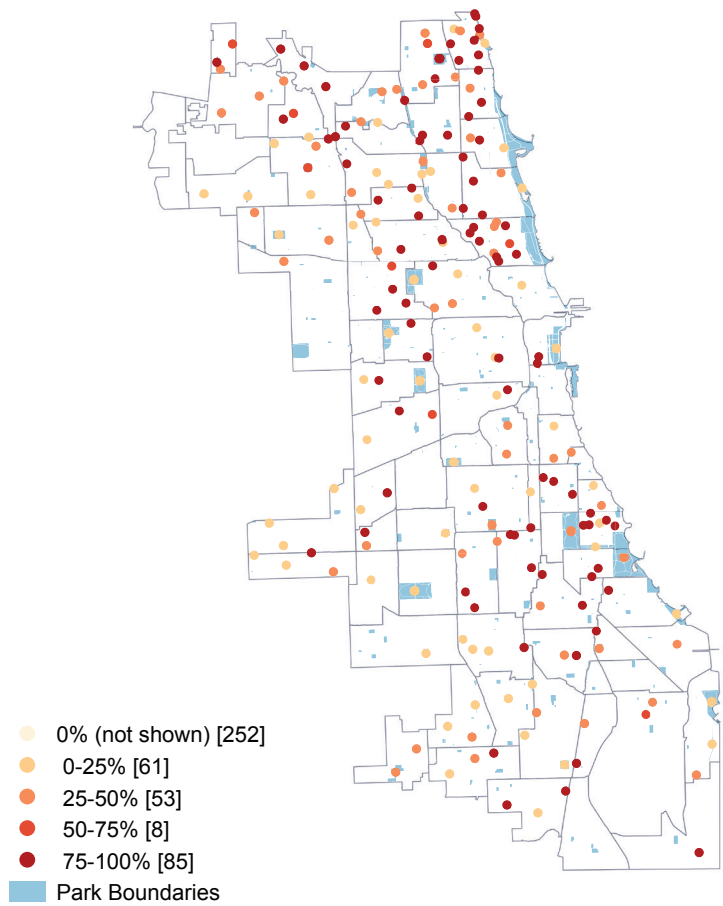 0% (not shown) [252]
0-25% [61]
25-50% [53]
50-75% [8]
75-100% [85]
Park Boundaries